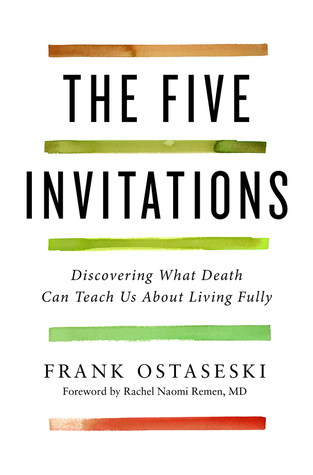 THE FIVE
INVITATIONS
Discovering What Death
Can Teach Us About Living Fully
FRANK OSTASESKI
Foreword by Rachel Naomi Remen, MD